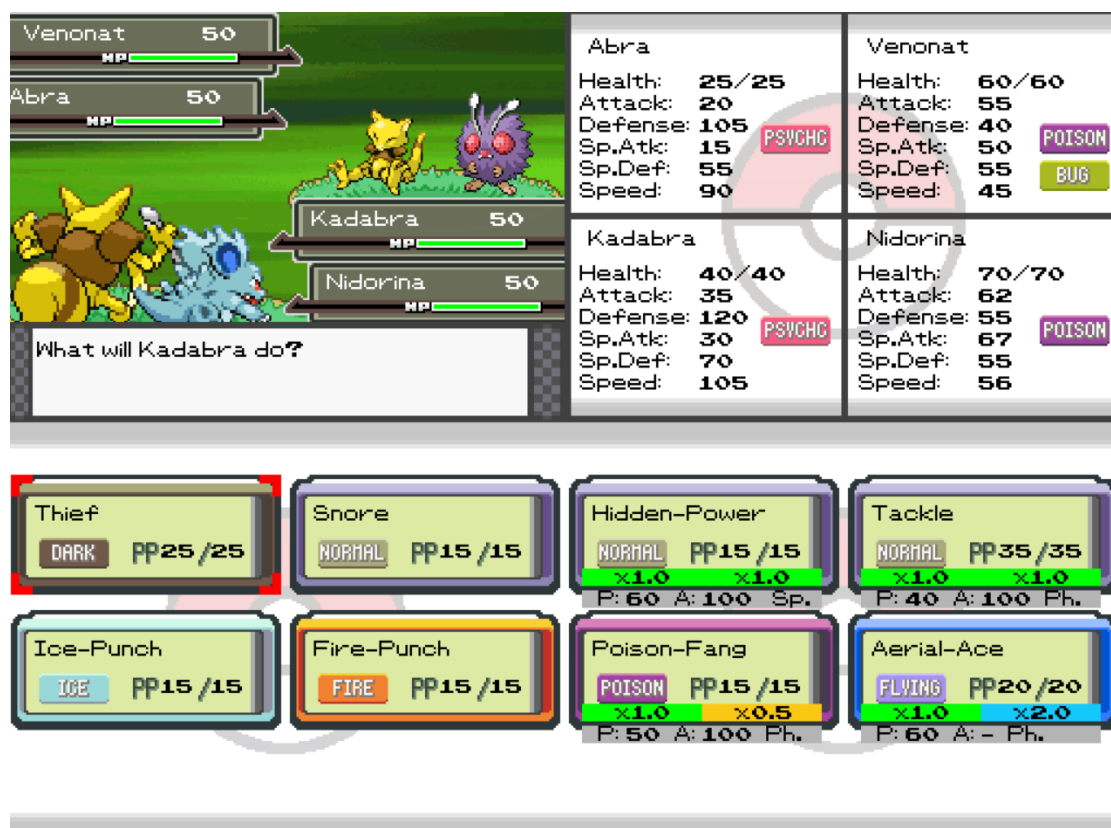 Venonat 50
HP
Abra 50
HP
Kadabra 50
HP
Nidorina 50
HP
What will Kadabra do?
Abra
Health: 25/25
Attack: 20
Defense: 105
Sp.Atk: 15
Sp.Def: 55
Speed: 90
PSYCHC
Venonat
Health: 60/60
Attack: 55
Defense: 40
Sp.Atk: 50
Sp.Def: 55
Speed: 45
POISON
BUG
Kadabra
Health: 40/40
Attack: 35
Defense: 120
Sp.Atk: 30
Sp.Def: 70
Speed: 105
PSYCHC
Nidorina
Health: 70/70
Attack: 62
Defense: 55
Sp.Atk: 67
Sp.Def: 55
Speed: 56
POISON
Thief
DARK PP25/25
Snore
NORMAL PP15/15
Hidden-Power
NORMAL PP15/15
x1.0 x1.0
P: 60 A: 100 Sp.
Tackle
NORMAL PP35/35
x1.0 x1.0
P: 40 A: 100 Ph.
Ice-Punch
ICE PP15/15
Fire-Punch
FIRE PP15/15
Poison-Fang
POISON PP15/15
x1.0 x0.5
P: 50 A: 100 Ph.
Aerial-Ace
FLYING PP20/20
x1.0 x2.0
P: 60 A: - Ph.